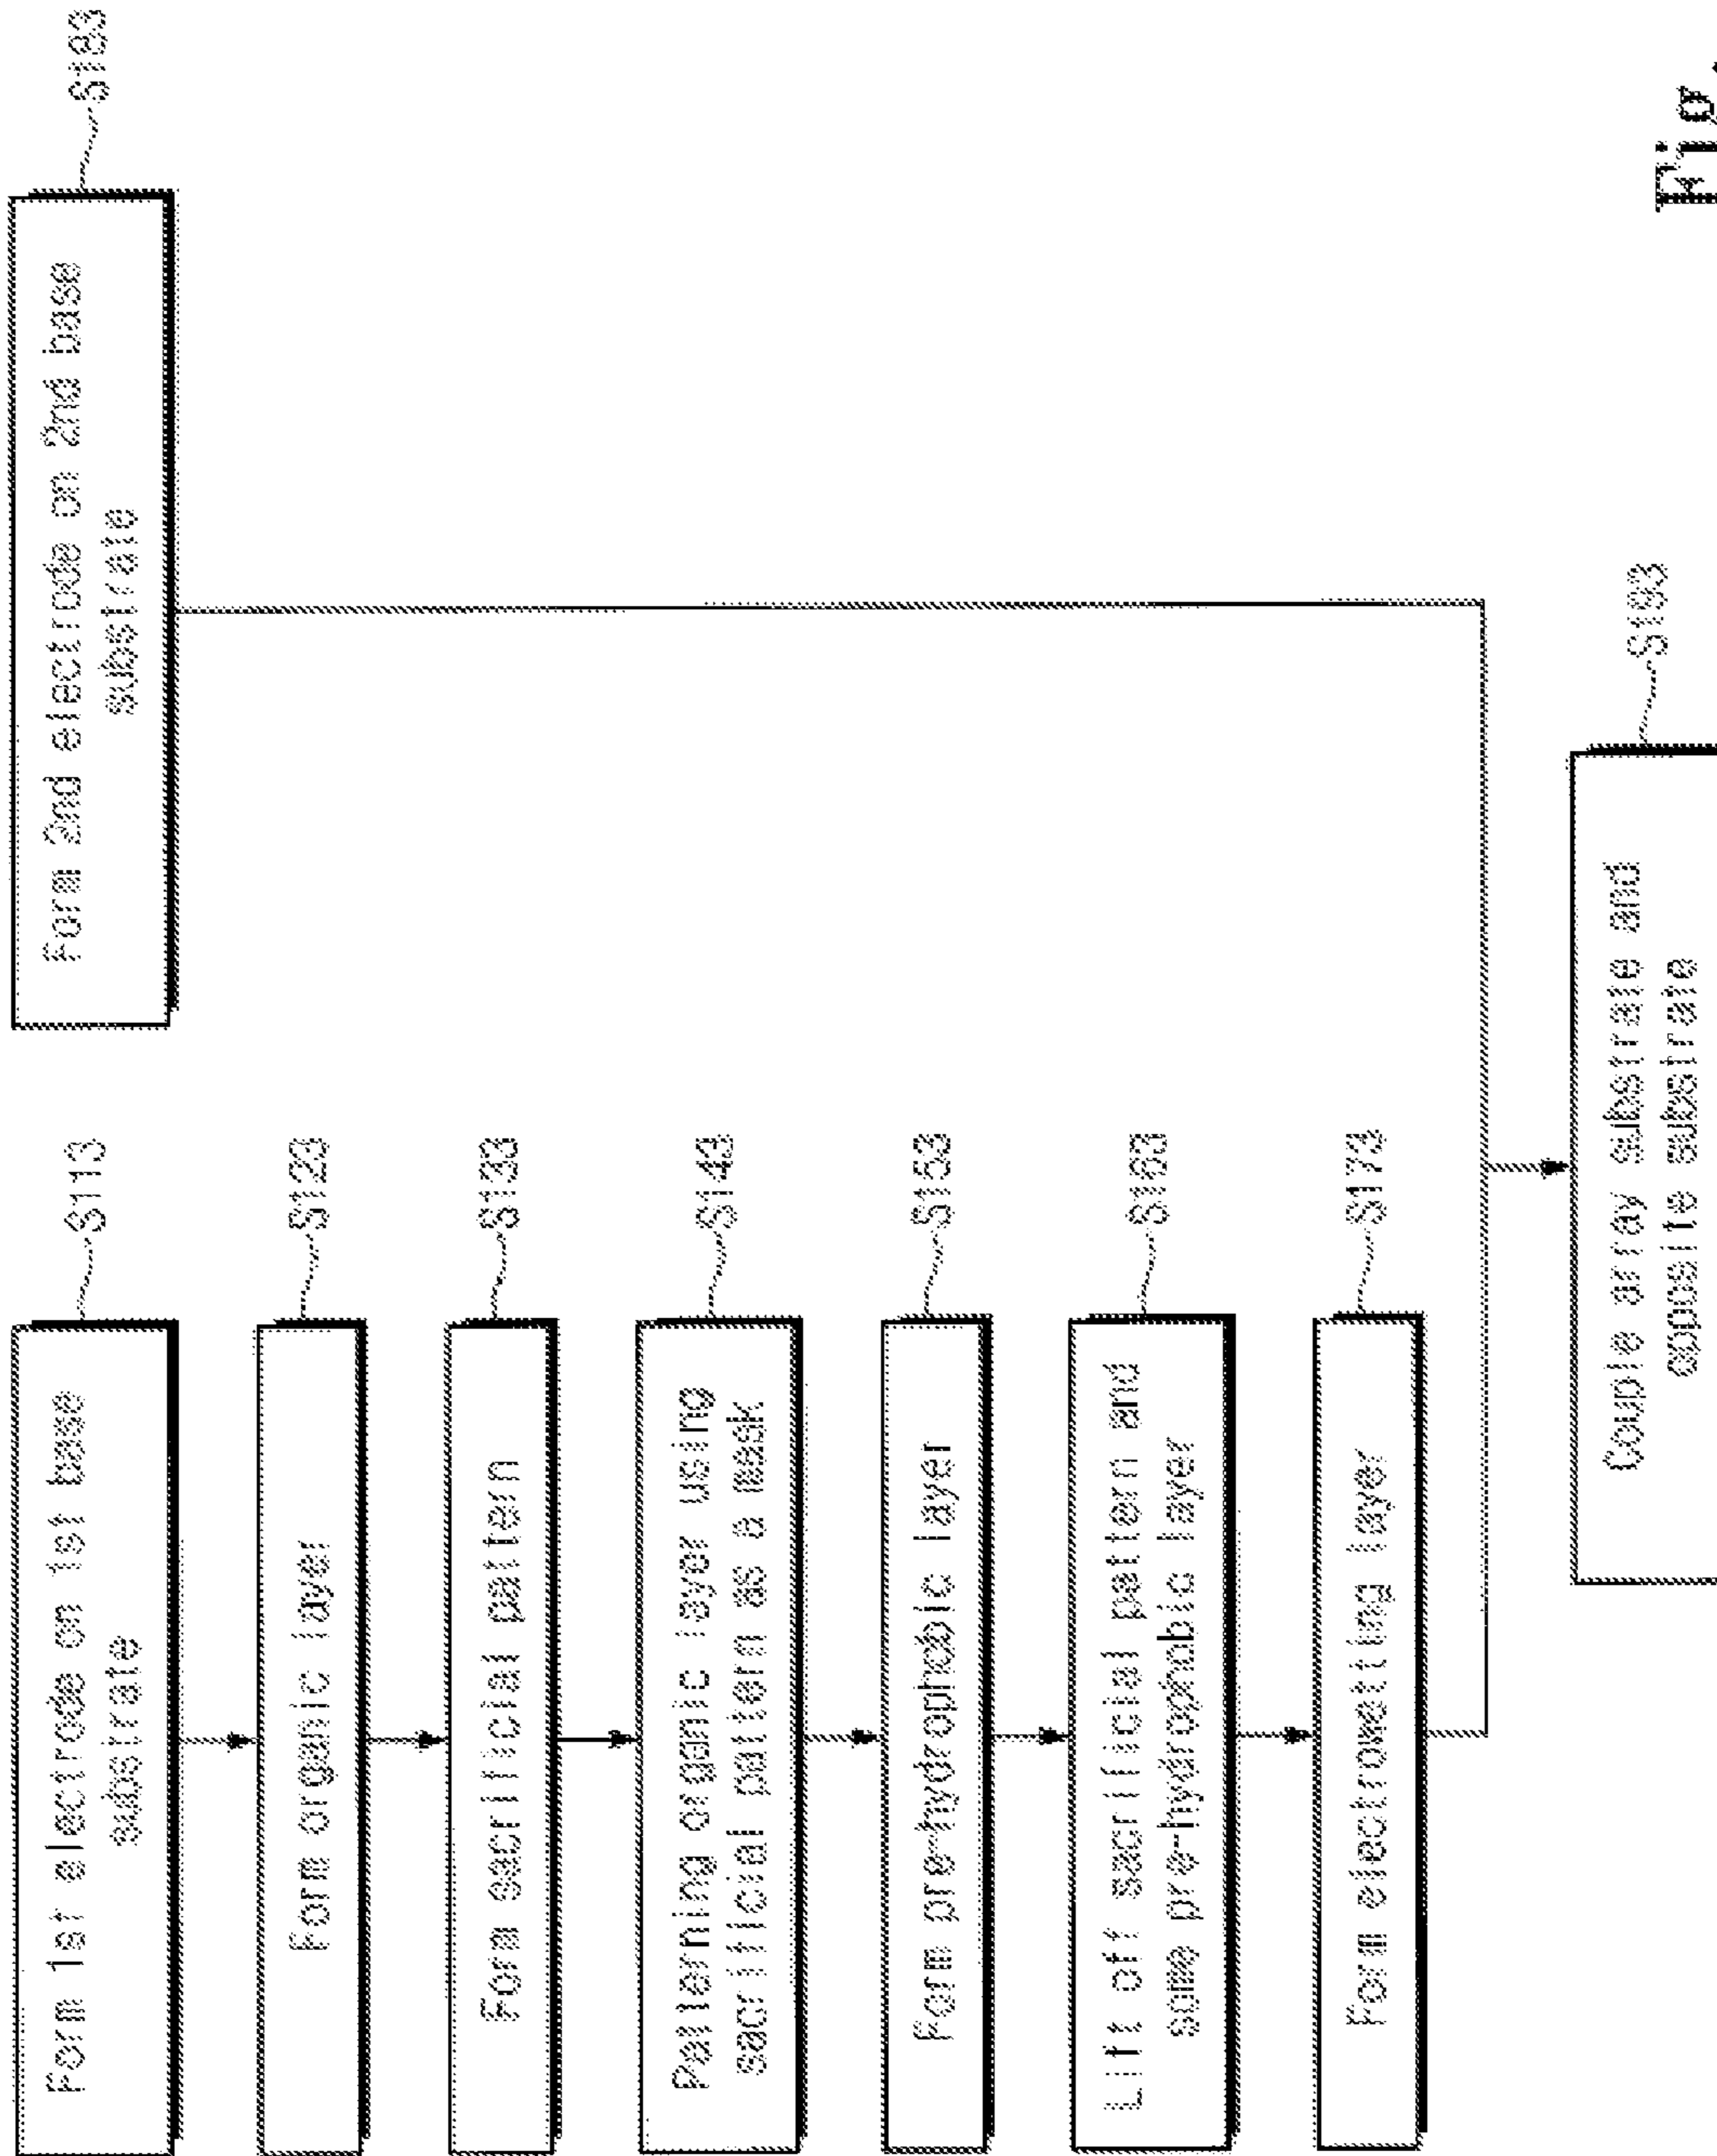 Form 1st electrode on 1st base
substrate
S113
Form organic layer
S123
Form sacrificial pattern
S133
Patterning organic layer using
sacrificial pattern as a mask
S143
Form pre-hydrophobic layer
S153
Lift off sacrificial pattern and
some pre-hydrophobic layer
S163
Form electrowetting layer
S173
Form 2nd electrode on 2nd base
substrate
S183
Couple array substrate and
opposite substrate
S193
Fig.